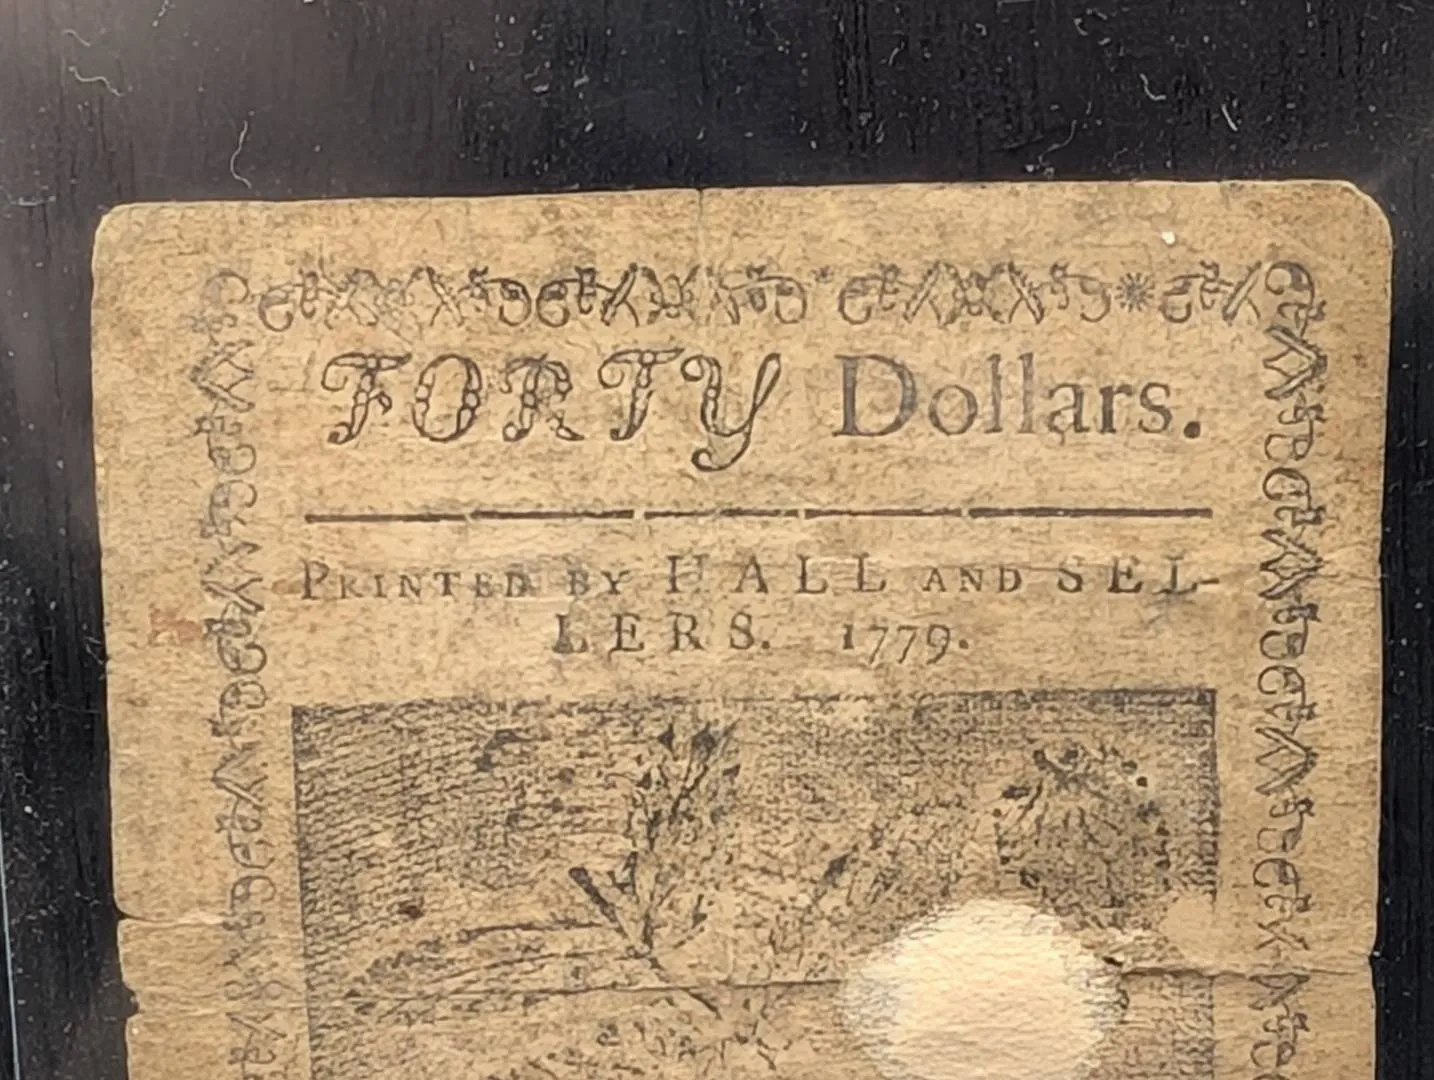 FORTY Dollars.
PRINTED BY HALL AND SEL-
LERS. 1779.